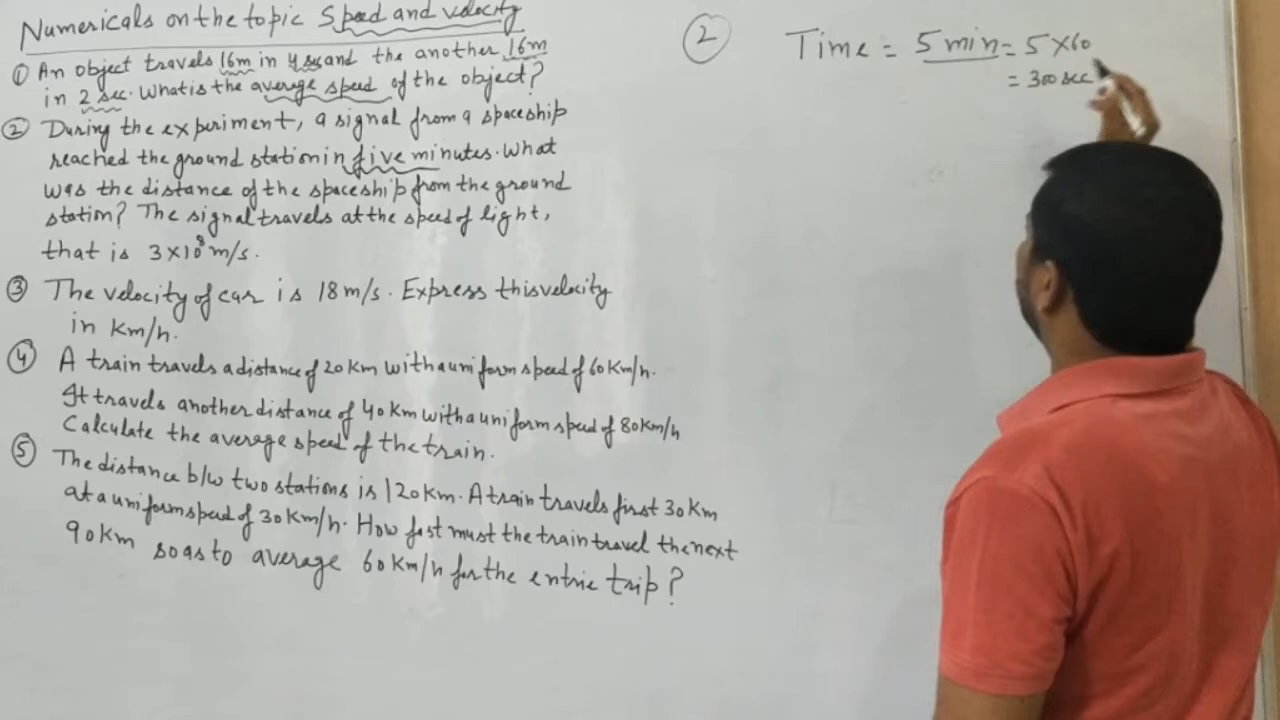 Numericals on the topic Speed and velocity
① An object travels 16m in 4 sec and the another 16m
in 2 sec. What is the average speed of the object?
② During the experiment, a signal from a spaceship
reached the ground station in five minutes. What
was the distance of the spaceship from the ground
station? The signal travels at the speed of light,
that is 3×10⁸ m/s.
③ The velocity of car is 18 m/s. Express this velocity
in Km/h.
④ A train travels a distance of 20 Km with a uniform speed of 60 Km/h.
It travels another distance of 40 Km with a uniform speed of 80 Km/h
Calculate the average speed of the train.
⑤ The distance b/w two stations is 120 Km. A train travels first 30 Km
at a uniform speed of 30 Km/h. How fast must the train travel the next
90 Km so as to average 60 Km/h for the entrie trip?
② Time = 5 min = 5 × 60
= 300 sec